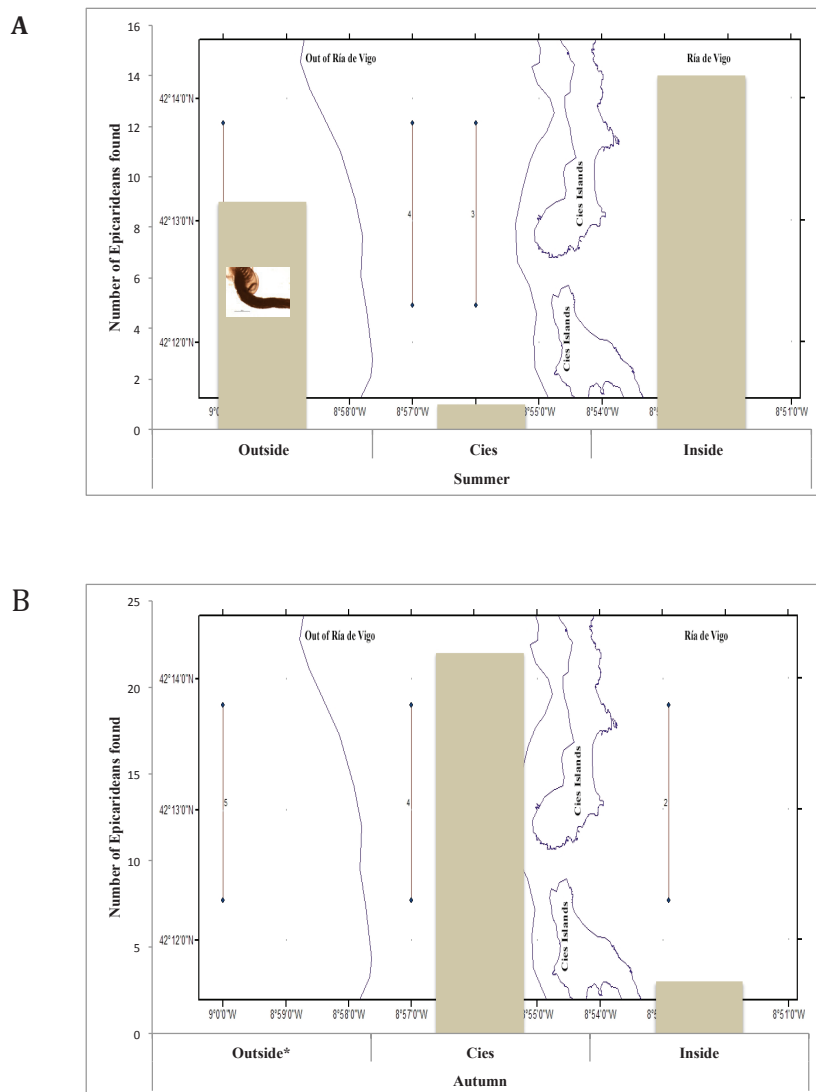 A
Number of Epicarideans found
16
14
12
10
8
6
4
2
0
Out of Ría de Vigo
Ría de Vigo
42°14'0"N
42°13'0"N
42°12'0"N
4
3
Cies Islands
Cies Islands
8°58'0"W
8°57'0"W
8°55'0"W
8°54'0"W
8°51'0"W
Outside
Cies
Inside
Summer
B
Number of Epicarideans found
25
20
15
10
5
0
Out of Ría de Vigo
Ría de Vigo
42°14'0"N
42°13'0"N
42°12'0"N
5
4
2
Cies Islands
Cies Islands
9°0'0"W
8°59'0"W
8°58'0"W
8°57'0"W
8°55'0"W
8°54'0"W
8°51'0"W
Outside*
Cies
Inside
Autumn